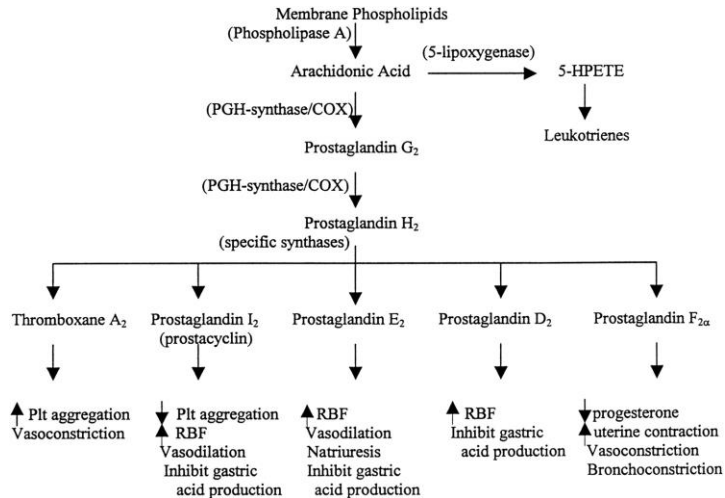 Membrane Phospholipids
(Phospholipase A)
(5-lipoxygenase)
Arachidonic Acid
5-HPETE
(PGH-synthase/COX)
Leukotrienes
Prostaglandin G₂
(PGH-synthase/COX)
Prostaglandin H₂
(specific synthases)
Thromboxane A₂
Prostaglandin I₂
(prostacyclin)
Prostaglandin E₂
Prostaglandin D₂
Prostaglandin F₂α
Plt aggregation
Vasoconstriction
Plt aggregation
RBF
Vasodilation
Inhibit gastric
acid production
RBF
Vasodilation
Natriuresis
Inhibit gastric
acid production
RBF
Inhibit gastric
acid production
progesterone
uterine contraction
Vasoconstriction
Bronchoconstriction